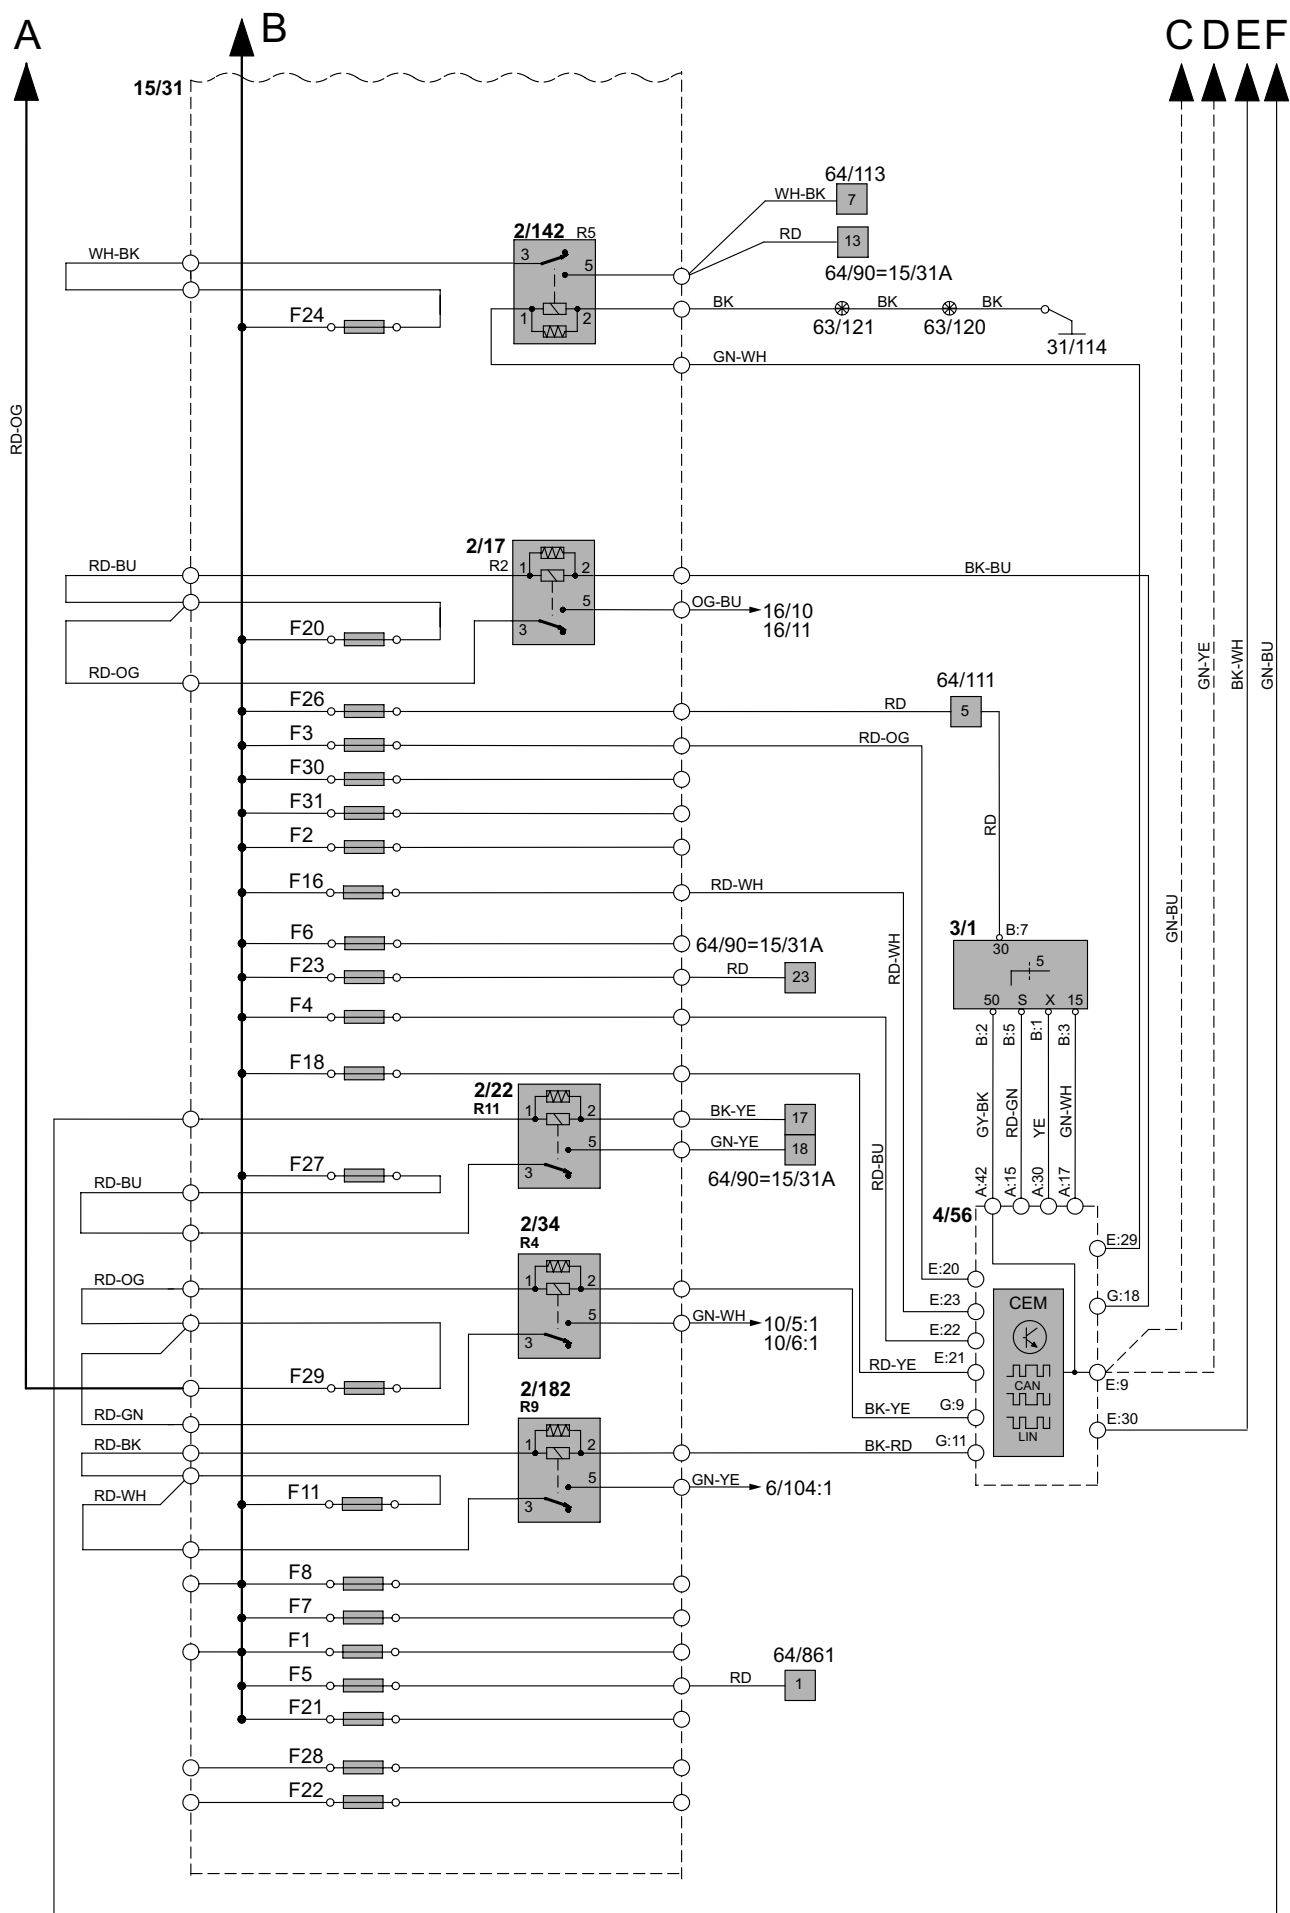 A
B
C D E F
15/31
64/113
WH-BK
7
2/142 R5
RD
13
WH-BK
3
5
64/90=15/31A
F24
1
2
BK
BK
BK
63/121
63/120
31/114
GN-WH
RD-OG
2/17
RD-BU
R2
1
2
BK-BU
5
OG-BU
16/10
F20
3
16/11
RD-OG
GN-YE
BK-WH
GN-BU
64/111
F26
RD
5
F3
RD-OG
F30
F31
RD
F2
F16
RD-WH
GN-BU
3/1
B:7
F6
64/90=15/31A
30
RD-WH
F23
RD
23
5
F4
50 S X 15
B:2
B:5
B:1
B:3
F18
2/22
R11
1
2
BK-YE
17
GY-BK
RD-GN
YE
GN-WH
5
GN-YE
18
RD-BU
F27
3
64/90=15/31A
RD-BU
A:42
A:15
A:30
A:17
4/56
2/34
R4
E:29
RD-OG
1
2
E:20
G:18
CEM
E:23
5
GN-WH
10/5:1
E:22
3
10/6:1
RD-YE
E:21
F29
2/182
CAN
E:9
R9
BK-YE
G:9
RD-GN
E:30
LIN
RD-BK
1
2
BK-RD
G:11
5
GN-YE
6/104:1
RD-WH
F11
3
F8
F7
F1
64/861
F5
RD
1
F21
F28
F22